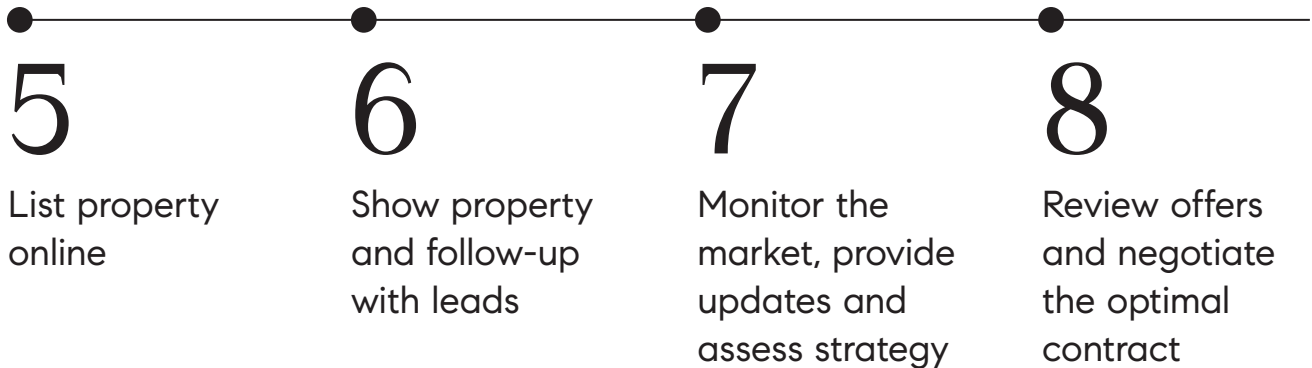 5
List property
online
6
Show property
and follow-up
with leads
7
Monitor the
market, provide
updates and
assess strategy
8
Review offers
and negotiate
the optimal
contract